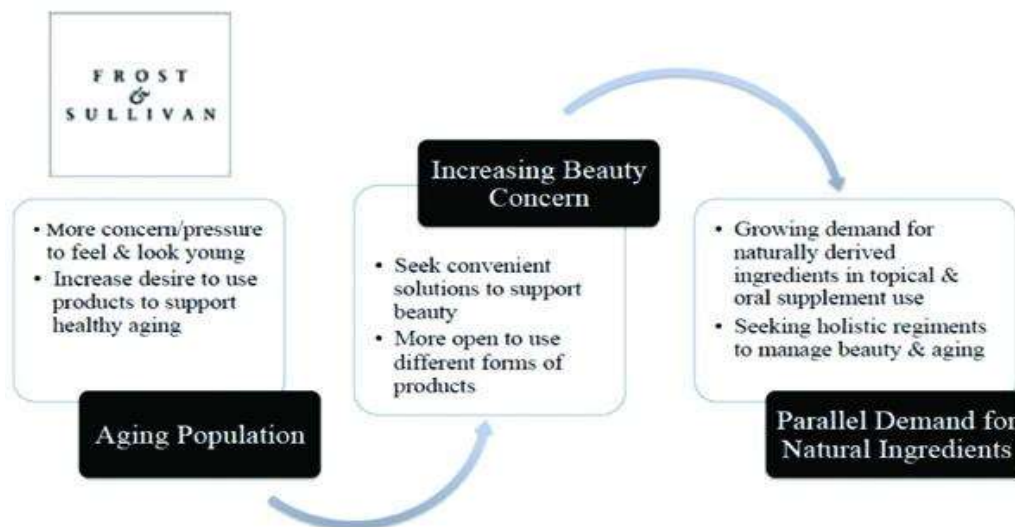 FROST
&
SULLIVAN
• More concern/pressure
to feel & look young
• Increase desire to use
products to support
healthy aging
Aging Population
Increasing Beauty
Concern
• Seek convenient
solutions to support
beauty
• More open to use
different forms of
products
• Growing demand for
naturally derived
ingredients in topical &
oral supplement use
• Seeking holistic regiments
to manage beauty & aging
Parallel Demand for
Natural Ingredients